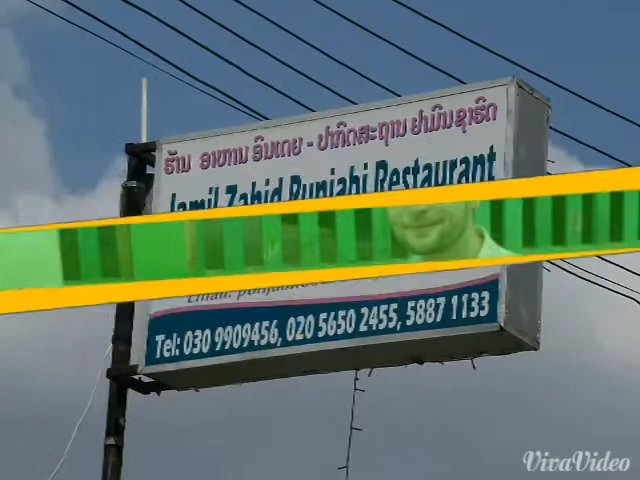 ຮ້ານ ອາຫານ ອິນເດຍ - ປາກິດສະຖານ ຢາມິນຊາຮິດ
Jamil Zahid Punjabi Restaurant
Email:
Tel: 030 9909456, 020 5650 2455, 5887 1133
VivaVideo